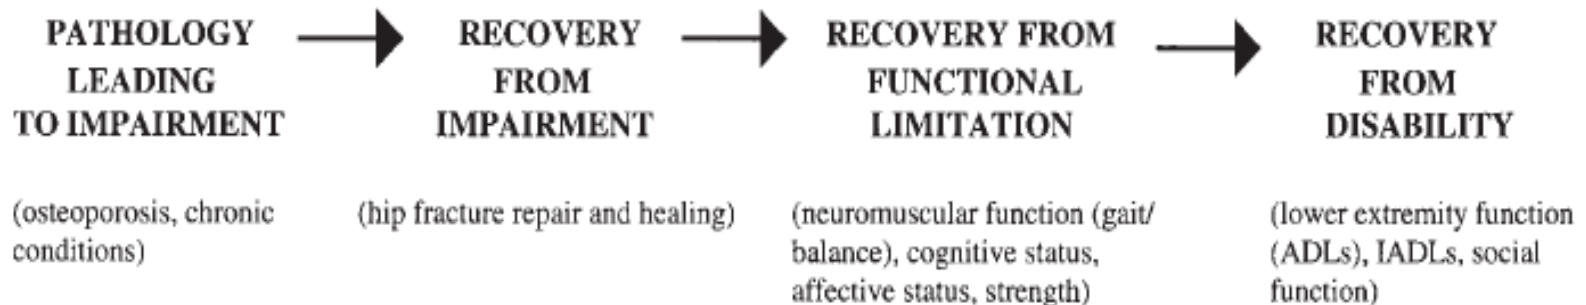 PATHOLOGY
LEADING
TO IMPAIRMENT
(osteoporosis, chronic
conditions)
RECOVERY
FROM
IMPAIRMENT
(hip fracture repair and healing)
RECOVERY FROM
FUNCTIONAL
LIMITATION
(neuromuscular function (gait/
balance), cognitive status,
affective status, strength)
RECOVERY
FROM
DISABILITY
(lower extremity function
(ADLs), IADLs, social
function)